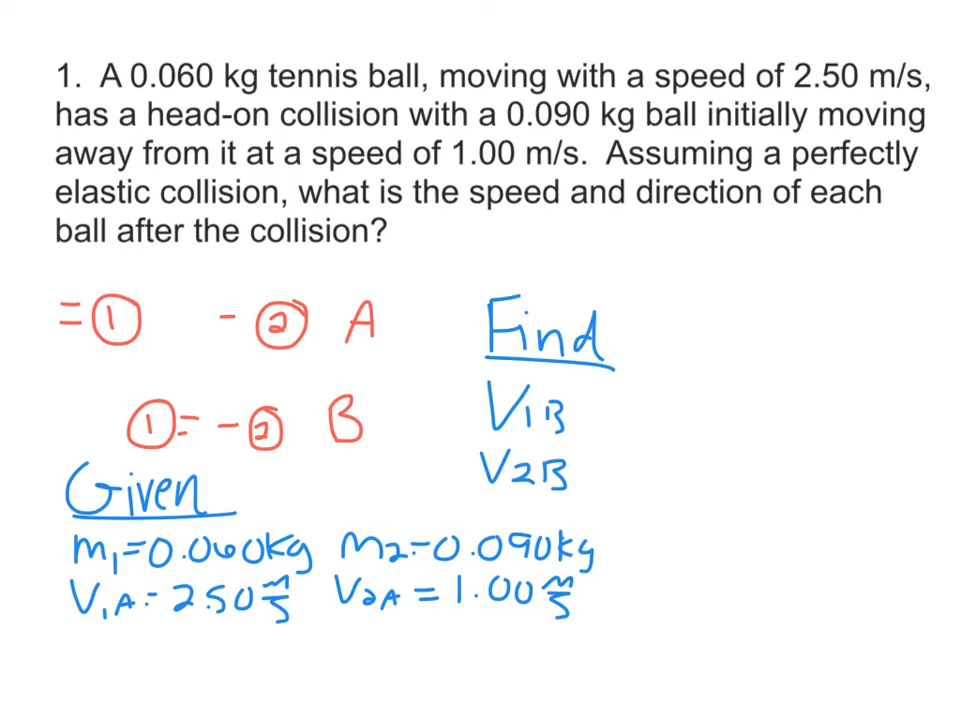 1. A 0.060 kg tennis ball, moving with a speed of 2.50 m/s,
has a head-on collision with a 0.090 kg ball initially moving
away from it at a speed of 1.00 m/s. Assuming a perfectly
elastic collision, what is the speed and direction of each
ball after the collision?
= ① - ② A
Find
① = - ② B
V1B
V2B
Given
m1=0.060kg m2=0.090kg
V1A=2.50 m/s V2A = 1.00 m/s